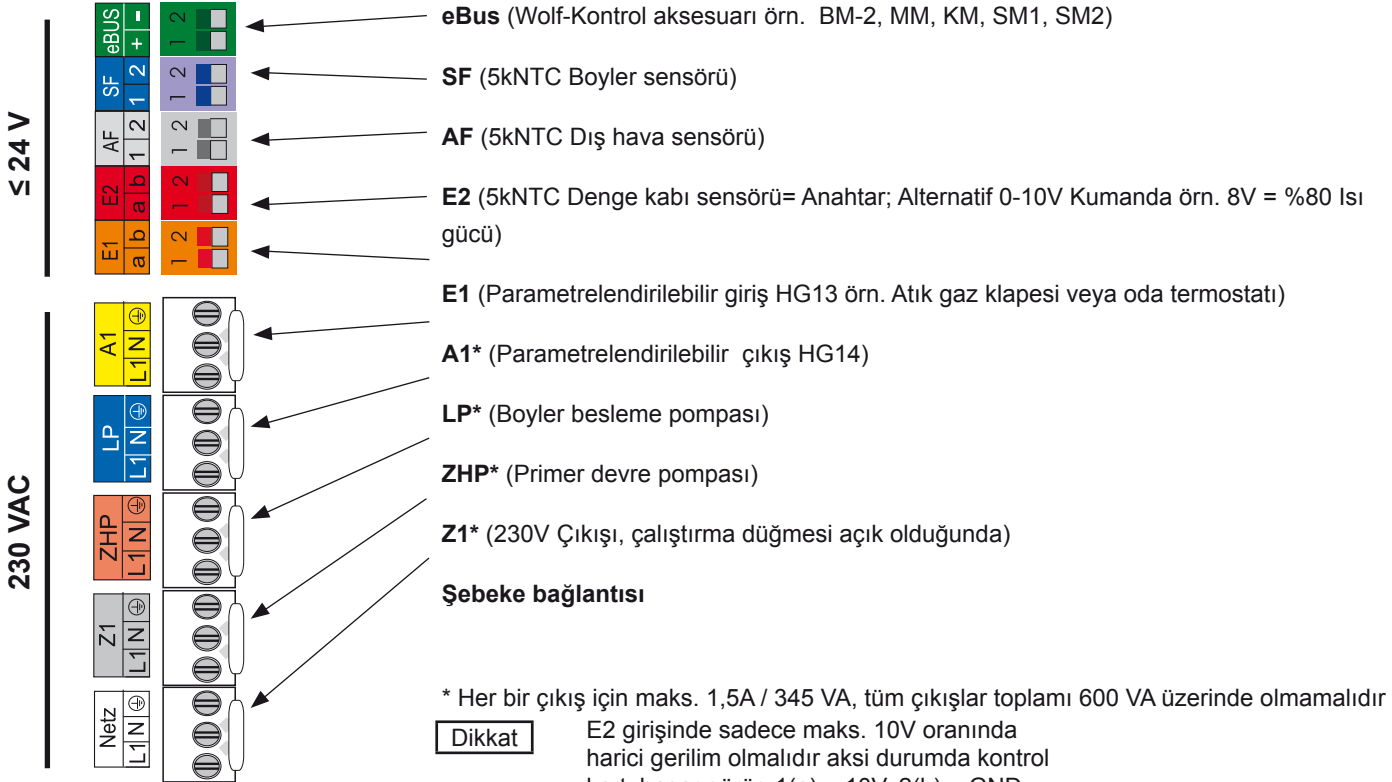 ≤ 24 V
230 VAC
eBUS
+ -
1 2
SF
1 2
1 2
AF
1 2
1 2
E2
a b
1 2
E1
a b
1 2
A1
L1 N
LP
L1 N
ZHP
L1 N
Z1
L1 N
Netz
L1 N
eBus (Wolf-Kontrol aksesuarı örn. BM-2, MM, KM, SM1, SM2)
SF (5kNTC Boyler sensörü)
AF (5kNTC Dış hava sensörü)
E2 (5kNTC Denge kabı sensörü= Anahtar; Alternatif 0-10V Kumanda örn. 8V = %80 Isı
gücü)
E1 (Parametrelendirilebilir giriş HG13 örn. Atık gaz klapesi veya oda termostatı)
A1* (Parametrelendirilebilir çıkış HG14)
LP* (Boyler besleme pompası)
ZHP* (Primer devre pompası)
Z1* (230V Çıkışı, çalıştırma düğmesi açık olduğunda)
Şebeke bağlantısı
* Her bir çıkış için maks. 1,5A / 345 VA, tüm çıkışlar toplamı 600 VA üzerinde olmamalıdır
Dikkat
E2 girişinde sadece maks. 10V oranında
harici gerilim olmalıdır aksi durumda kontrol